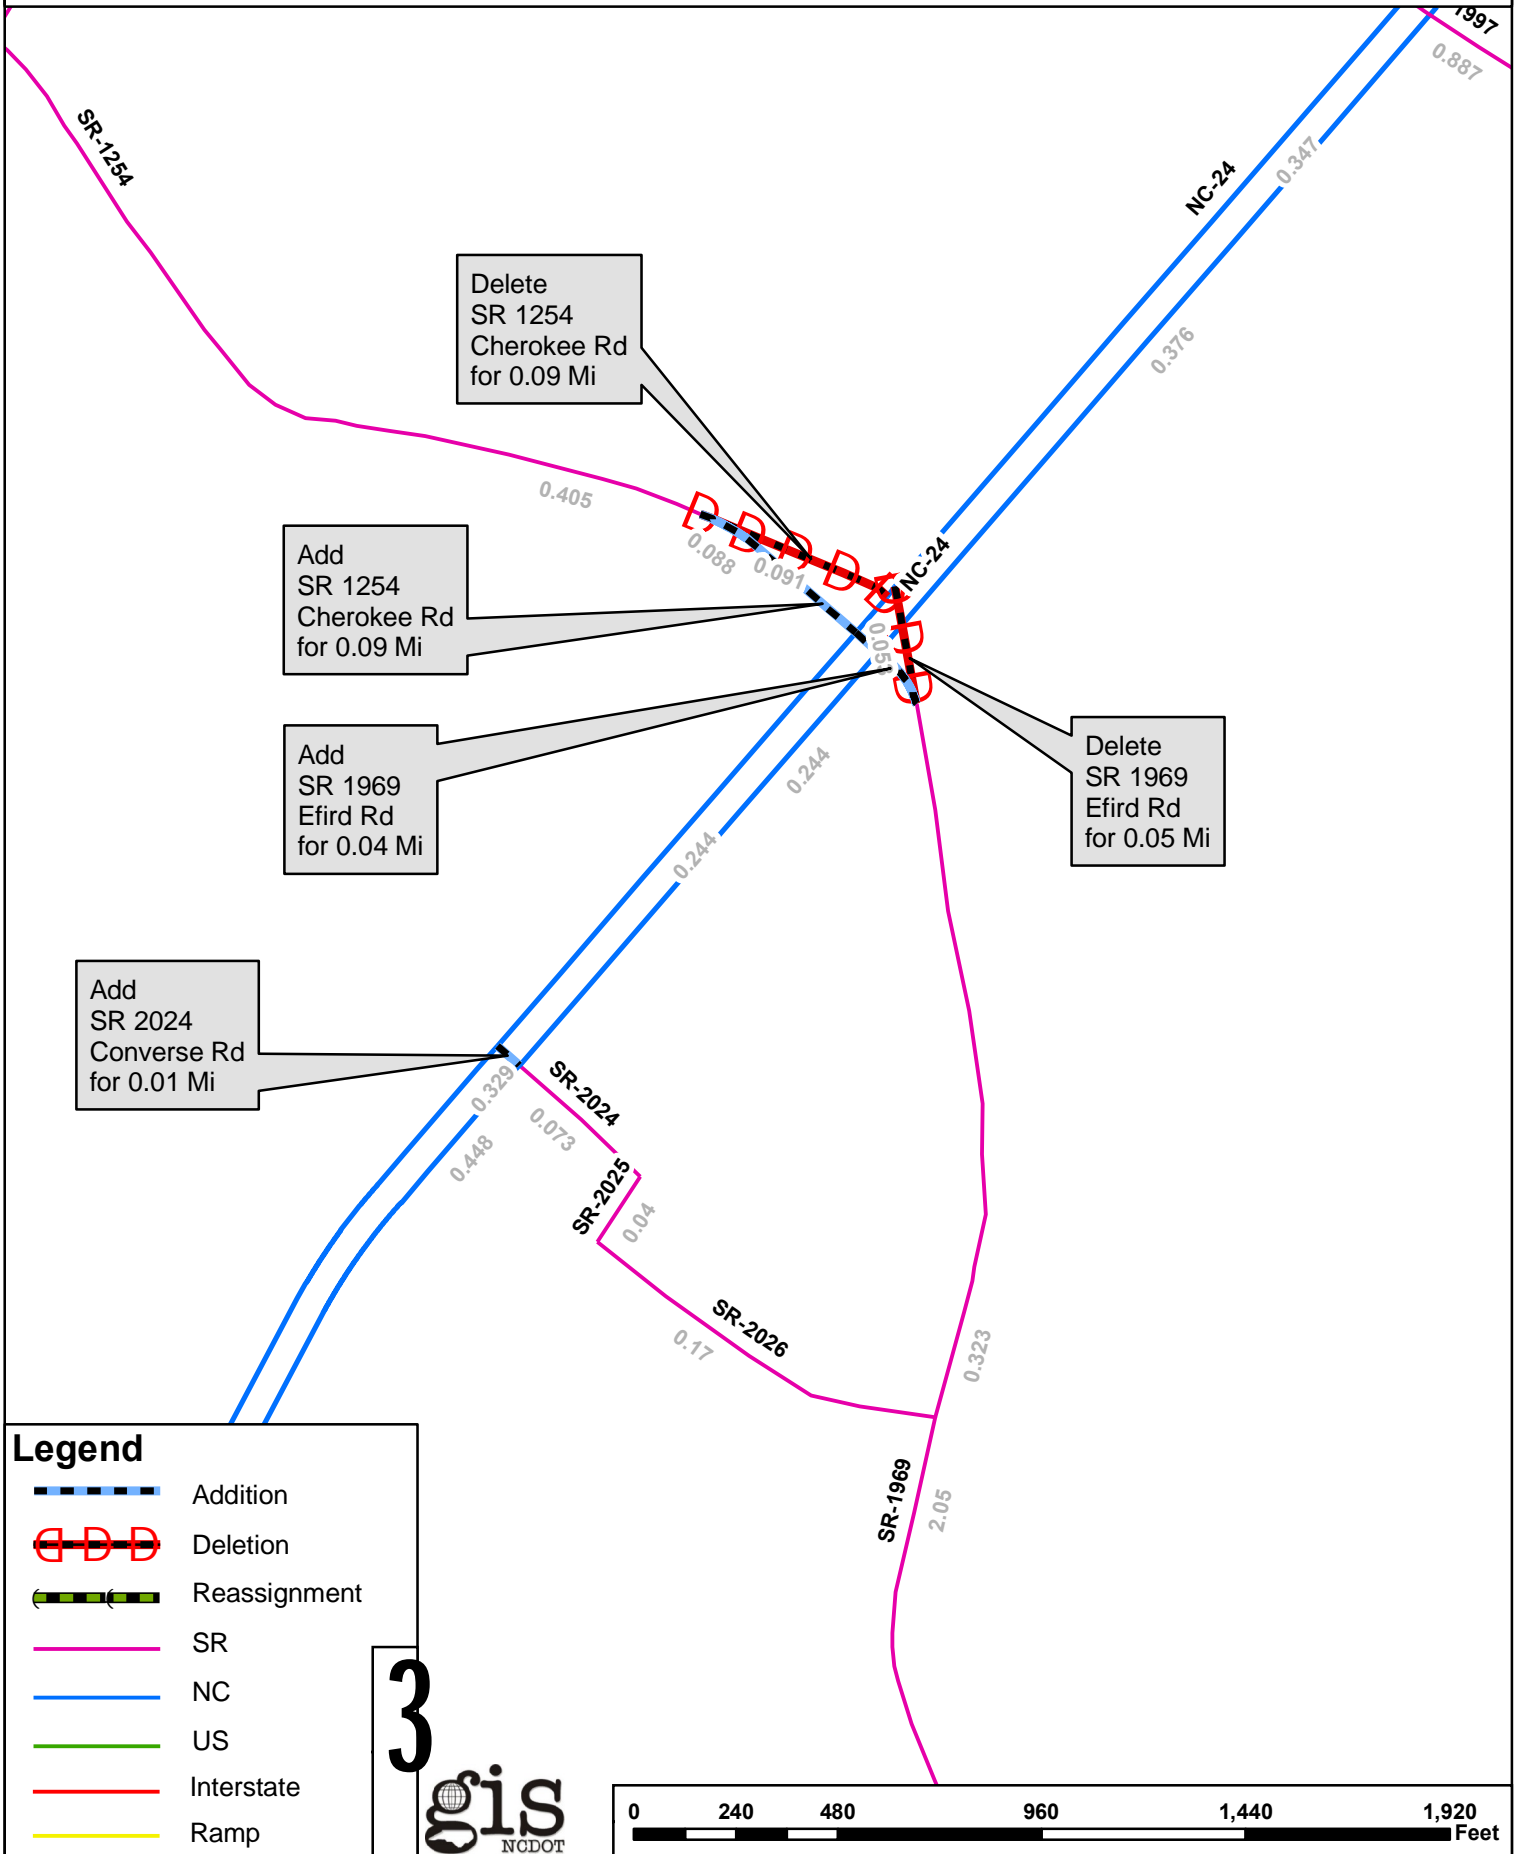 1997
0.887
SR-1254
NC-24
0.347
0.376
Delete
SR 1254
Cherokee Rd
for 0.09 Mi
0.405
Add
SR 1254
Cherokee Rd
for 0.09 Mi
0.088
0.091
NC-24
Add
SR 1969
Efird Rd
for 0.04 Mi
Delete
SR 1969
Efird Rd
for 0.05 Mi
0.244
0.244
Add
SR 2024
Converse Rd
for 0.01 Mi
0.329
0.448
SR-2024
0.073
SR-2025
0.04
SR-2026
0.17
0.323
SR-1969
2.05
Legend
Addition
D D D Deletion
Reassignment
SR
NC
US
Interstate
Ramp
3
gis
NCDOT
0 240 480 960 1,440 1,920
Feet